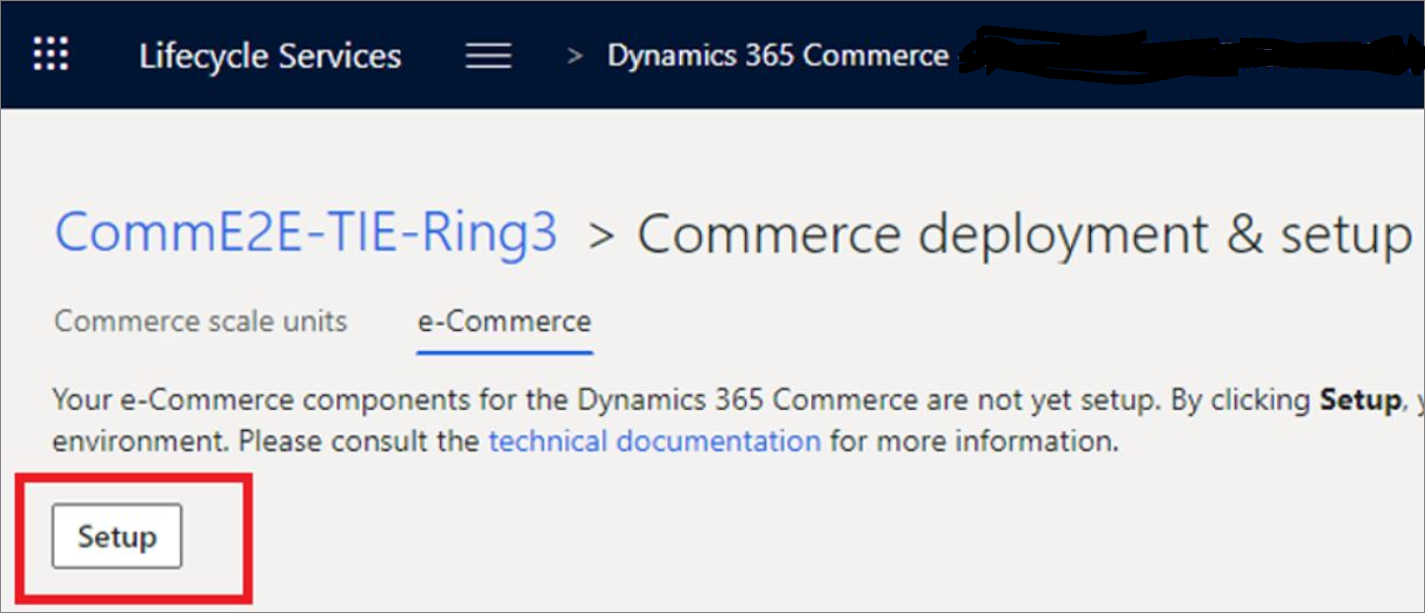 Lifecycle Services > Dynamics 365 Commerce
CommE2E-TIE-Ring3 > Commerce deployment & setup
Commerce scale units e-Commerce
Your e-Commerce components for the Dynamics 365 Commerce are not yet setup. By clicking Setup,
environment. Please consult the technical documentation for more information.
Setup